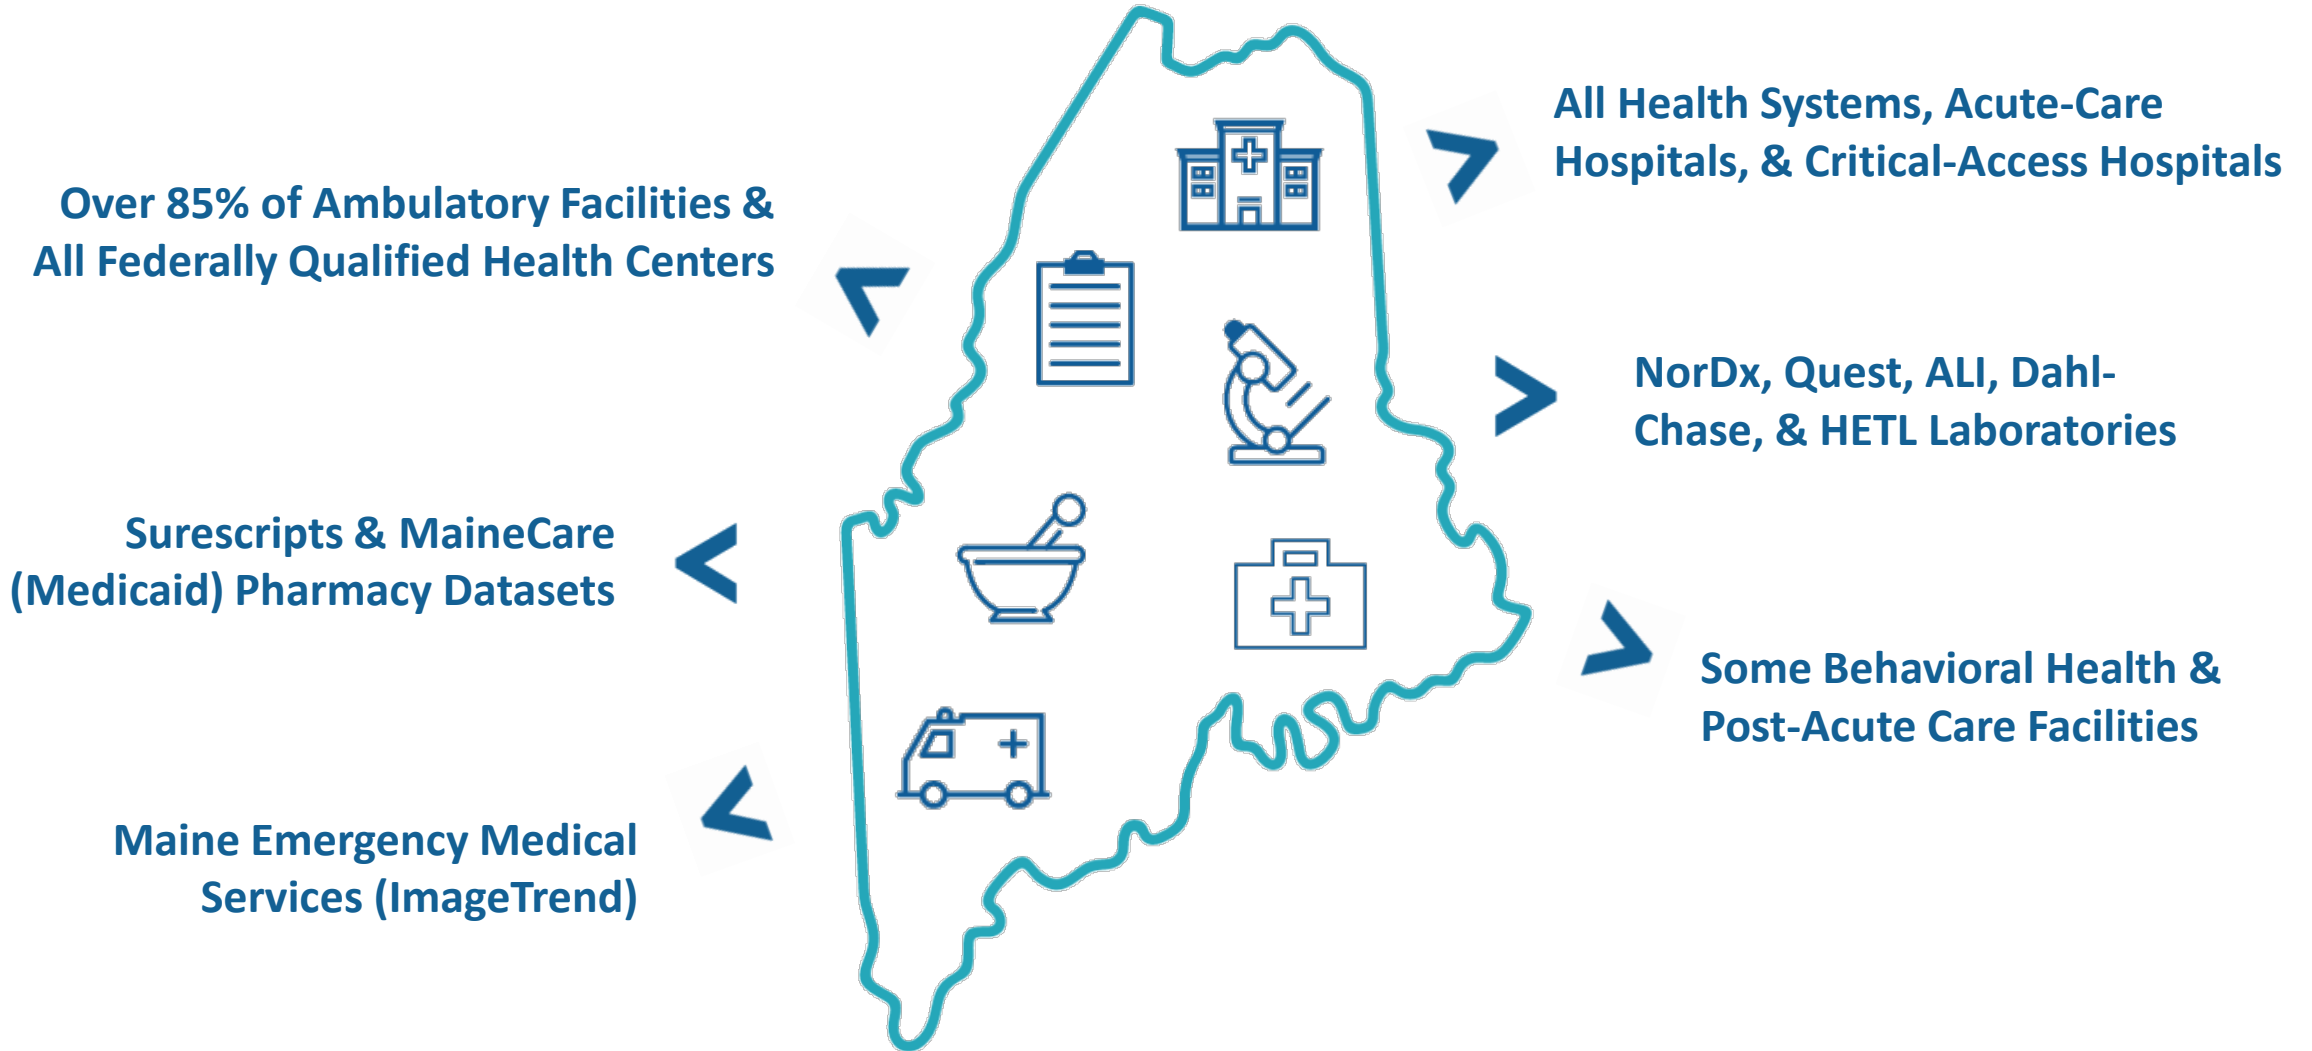 Over 85% of Ambulatory Facilities &
All Federally Qualified Health Centers
Surescripts & MaineCare
(Medicaid) Pharmacy Datasets
Maine Emergency Medical
Services (ImageTrend)
All Health Systems, Acute-Care
Hospitals, & Critical-Access Hospitals
NorDx, Quest, ALI, Dahl-
Chase, & HETL Laboratories
Some Behavioral Health &
Post-Acute Care Facilities